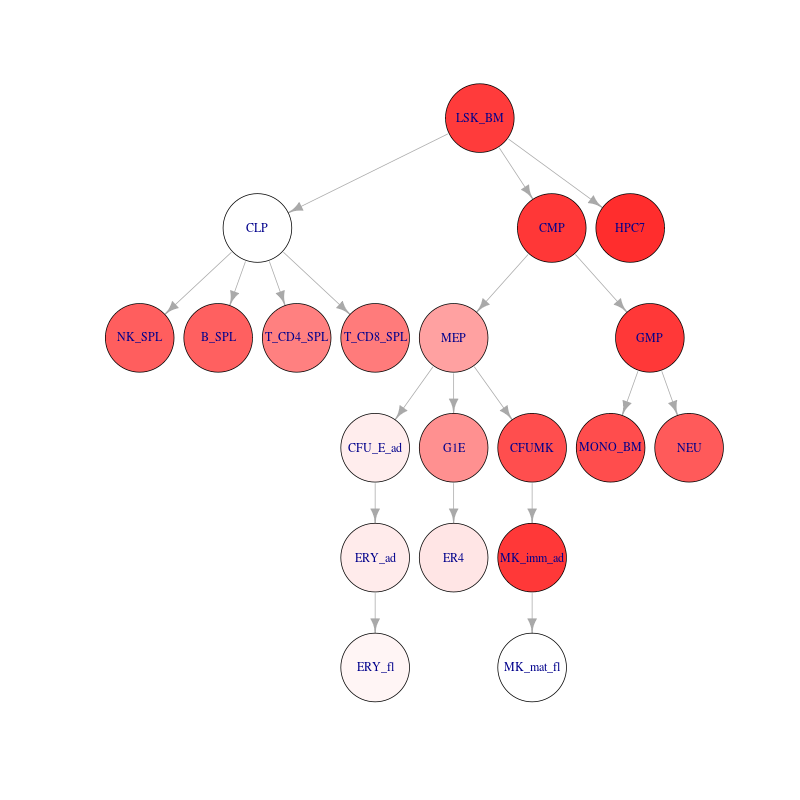 LSK_BM
CLP
CMP
HPC7
NK_SPL
B_SPL
T_CD4_SPL
T_CD8_SPL
MEP
GMP
CFU_E_ad
G1E
CFUMK
MONO_BM
NEU
ERY_ad
ER4
MK_imm_ad
ERY_fl
MK_mat_fl